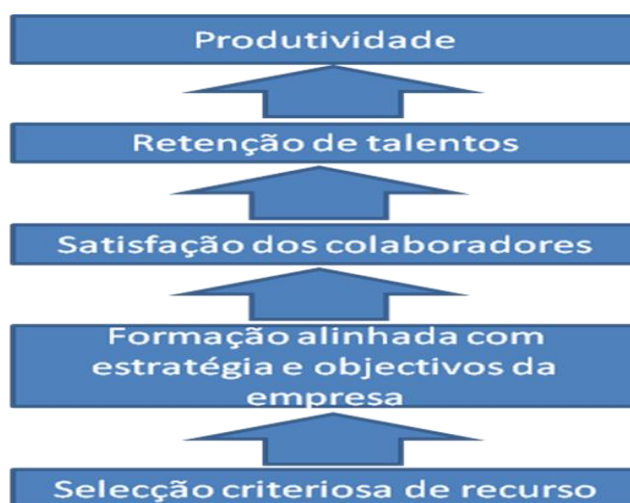 Produtividade
Retenção de talentos
Satisfação dos colaboradores
Formação alinhada com
estratégia e objectivos da
empresa
Selecção criteriosa de recurso